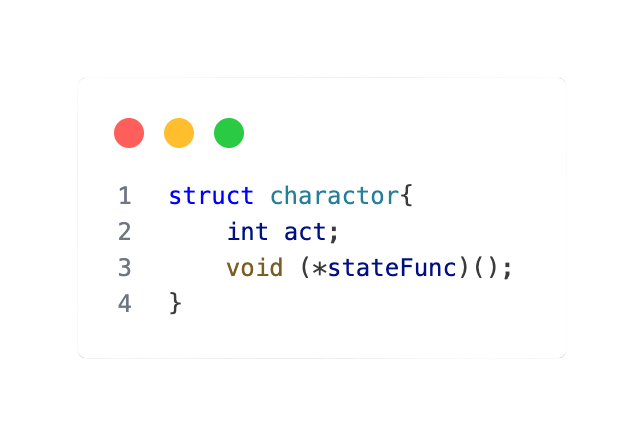 1 struct charactor{
2     int act;
3     void (*stateFunc)();
4 }